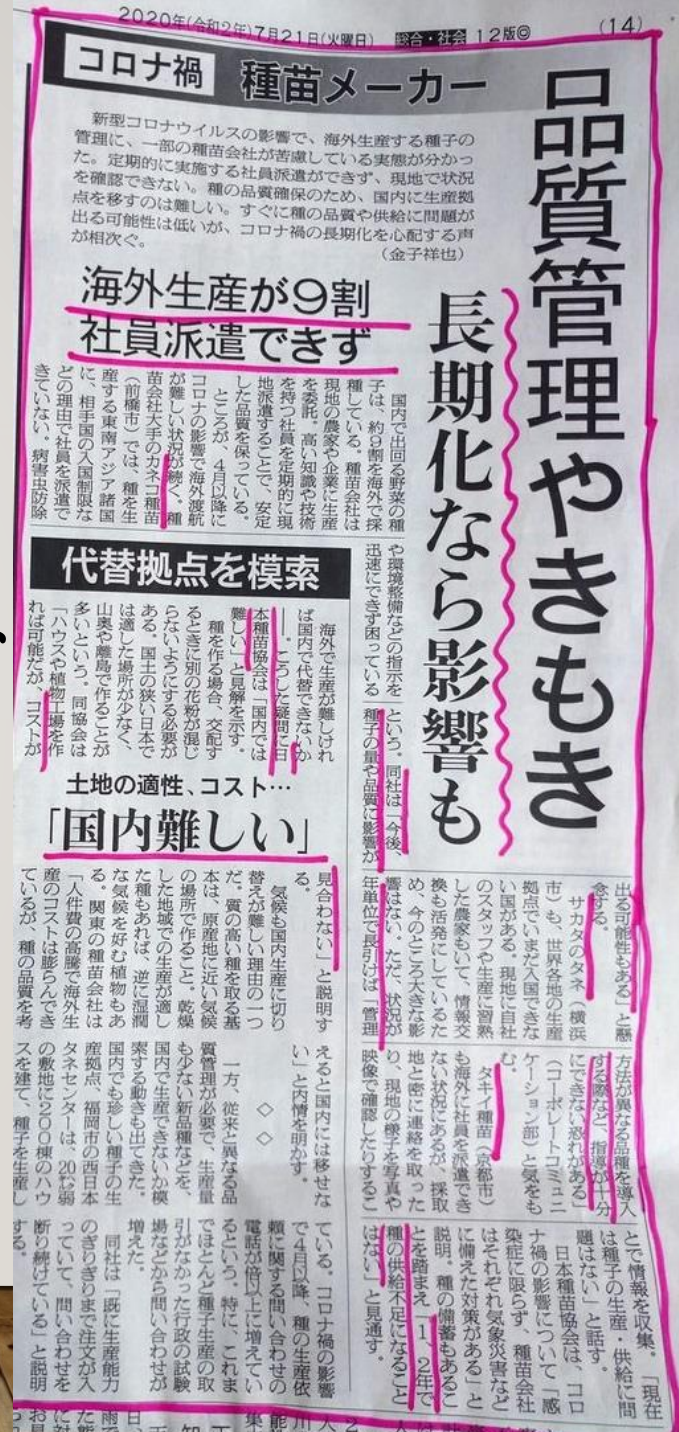 2020年(令和2年)7月21日(火曜日)
総合・社会
12版◎
(14)
コロナ禍
種苗メーカー
品質管理やきもき
長期化なら影響も
新型コロナウイルスの影響で、海外生産する種子の
管理に、一部の種苗会社が苦慮している実態が分かっ
た。定期的に実施する社員派遣ができず、現地で状況
を確認できない。種の品質確保のため、国内に生産拠
点を移すのは難しい。すぐに種の品質や供給に問題が
出る可能性は低いが、コロナ禍の長期化を心配する声
が相次ぐ。
(金子祥也)
海外生産が9割
社員派遣できず
国内で出回る野菜の種
子は、約9割を海外で採
種している。種苗会社は
現地の農家や企業に生産
を委託。高い知識や技術
を持つ社員を定期的に現
地派遣することで、安定
した品質を保っている。
ところが、4月以降に
コロナの影響で海外渡航
が難しい状況が続く。種
苗会社大手のカネコ種苗
(前橋市)では、種を生
産する東南アジア諸国
に、相手国の入国制限な
どの理由で社員を派遣で
きていない。病害虫防除
や環境整備などの指示を
迅速にできず困っている
という。同社は「今後、
種子の量や品質に影響が
出る可能性もある」と懸
念する。
サカタのタネ(横浜
市)も、世界各地の生産
拠点でいまだ入国できな
い国がある。現地に自社
のスタッフや生産に習熟
した農家もいて、情報交
換も活発にしているた
め、今のところ大きな影
響はない。ただ、状況が
年単位で長引けば「管理
方法が異なる品種を導入
する際など、指導が十分
にできない恐れがある」
(コーポレートコミュニ
ケーション部)と気をも
む。
タキイ種苗(京都市)
も海外に社員を派遣でき
ない状況にあるが、採取
地と密に連絡を取った
り、現地の様子を写真や
映像で確認したりするこ
とで情報を収集。「現在
は種子の生産・供給に問
題はない」と話す。
日本種苗協会は、コロ
ナ禍の影響について「感
染症に限らず、種苗会社
はそれぞれ気象災害など
に備えた対策がある」と
説明。種の備蓄もあるこ
とを踏まえ「1、2年で
種の供給不足になること
はない」と見通す。
代替拠点を模索
海外で生産が難しけれ
ば国内で代替できないか
――。こうした疑問に日
本種苗協会は「国内では
難しい」と見解を示す。
種を作る場合、交配す
るときに別の花粉が混じ
らないようにする必要が
ある。国土の狭い日本で
は適した場所が少なく、
山奥や離島で作ることが
多いという。同協会は
「ハウスや植物工場を作
れば可能だが、コストが
土地の適性、コスト…
「国内難しい」
見合わない」と説明す
る。
気候も国内生産に切り
替えが難しい理由の一つ
だ。質の高い種を取る基
本は、原産地に近い気候
の場所で作ること。乾燥
した地域での生産が適し
た種もあれば、逆に湿潤
な気候を好む植物もあ
る。関東の種苗会社は
「人件費の高騰で海外生
産のコストは膨らんでき
ているが、種の品質を考
えると国内には移せな
い」と内情を明かす。
◇ ◇
一方、従来と異なる品
質管理が必要で、生産量
も少ない新品種などを、
国内で生産できないか模
索する動きも出てきた。
国内でも珍しい種子の生
産拠点、福岡市の西日本
タネセンターは、20㌶弱
の敷地に200棟のハウ
スを建て、種子を生産し
ている。コロナ禍の影響
で4月以降、種の生産依
頼に関する問い合わせの
電話が倍以上に増えてい
るという。特に、これま
でほとんど種子生産の取
引がなかった行政の試験
場などから問い合わせが
増えた。
同社は「既に生産能力
のぎりぎりまで注文が入
っていて、問い合わせを
断り続けている」と説明
する。